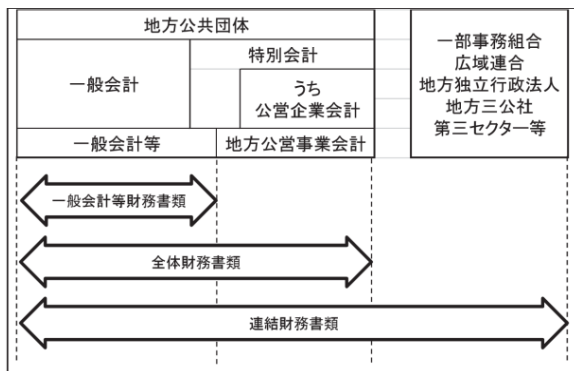 地方公共団体
一般会計
特別会計
うち
公営企業会計
一般会計等
地方公営事業会計
一部事務組合
広域連合
地方独立行政法人
地方三公社
第三セクター等
一般会計等財務書類
全体財務書類
連結財務書類